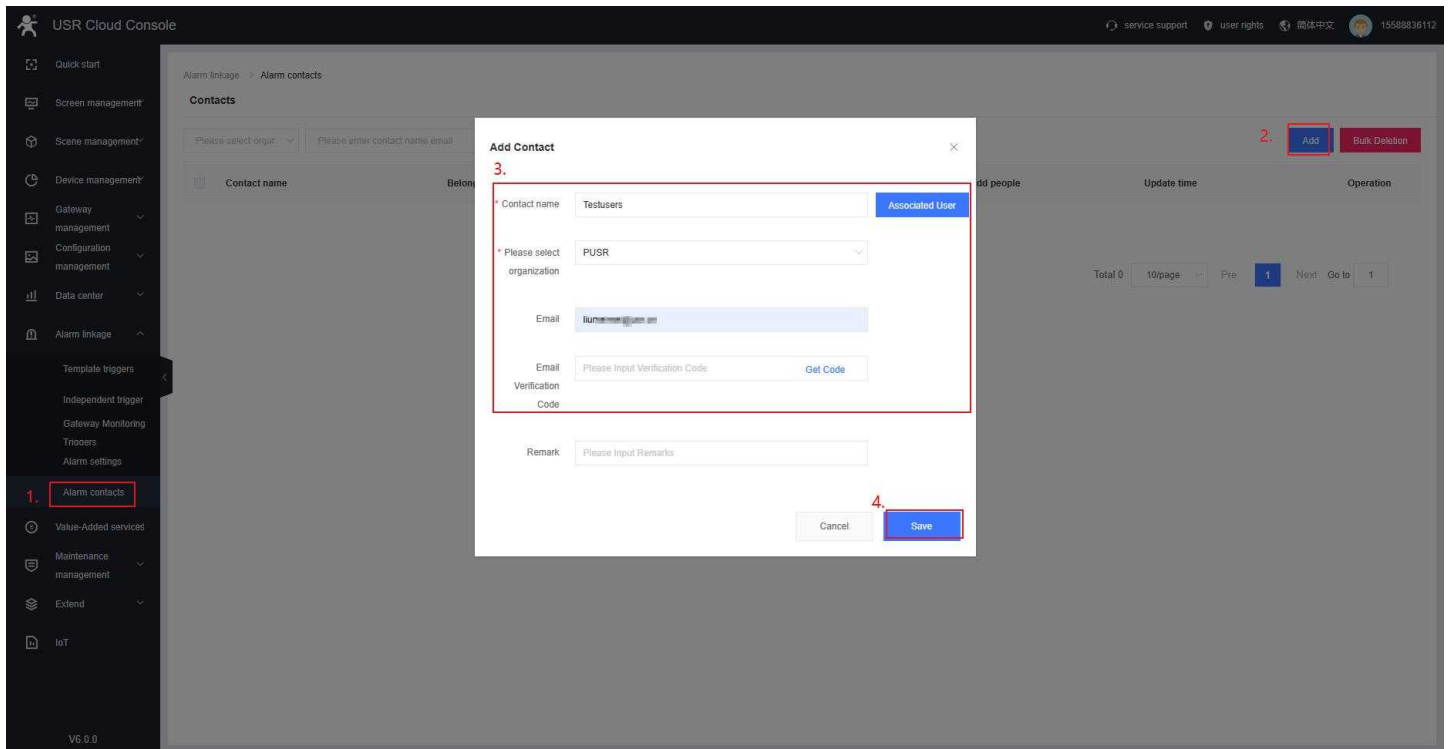 USR Cloud Console
service support
user rights
简体中文
15588836112
Quick start
Screen management
Scene management
Device management
Gateway
management
Configuration
management
Data center
Alarm linkage
Template triggers
Independent trigger
Gateway Monitoring
Triggers
Alarm settings
1. Alarm contacts
Value-Added services
Maintenance
management
Extend
IoT
V6.0.0
Alarm linkage > Alarm contacts
Contacts
Please select orgar
Please enter contact name email
2. Add
Bulk Deletion
Contact name
Belong
dd people
Update time
Operation
Total 0 10/page Pre 1 Next Go to 1
Add Contact
3.
* Contact name Testusers Associated User
* Please select PUSR
organization
Email
Email Please Input Verification Code Get Code
Verification
Code
Remark Please Input Remarks
4.
Cancel Save